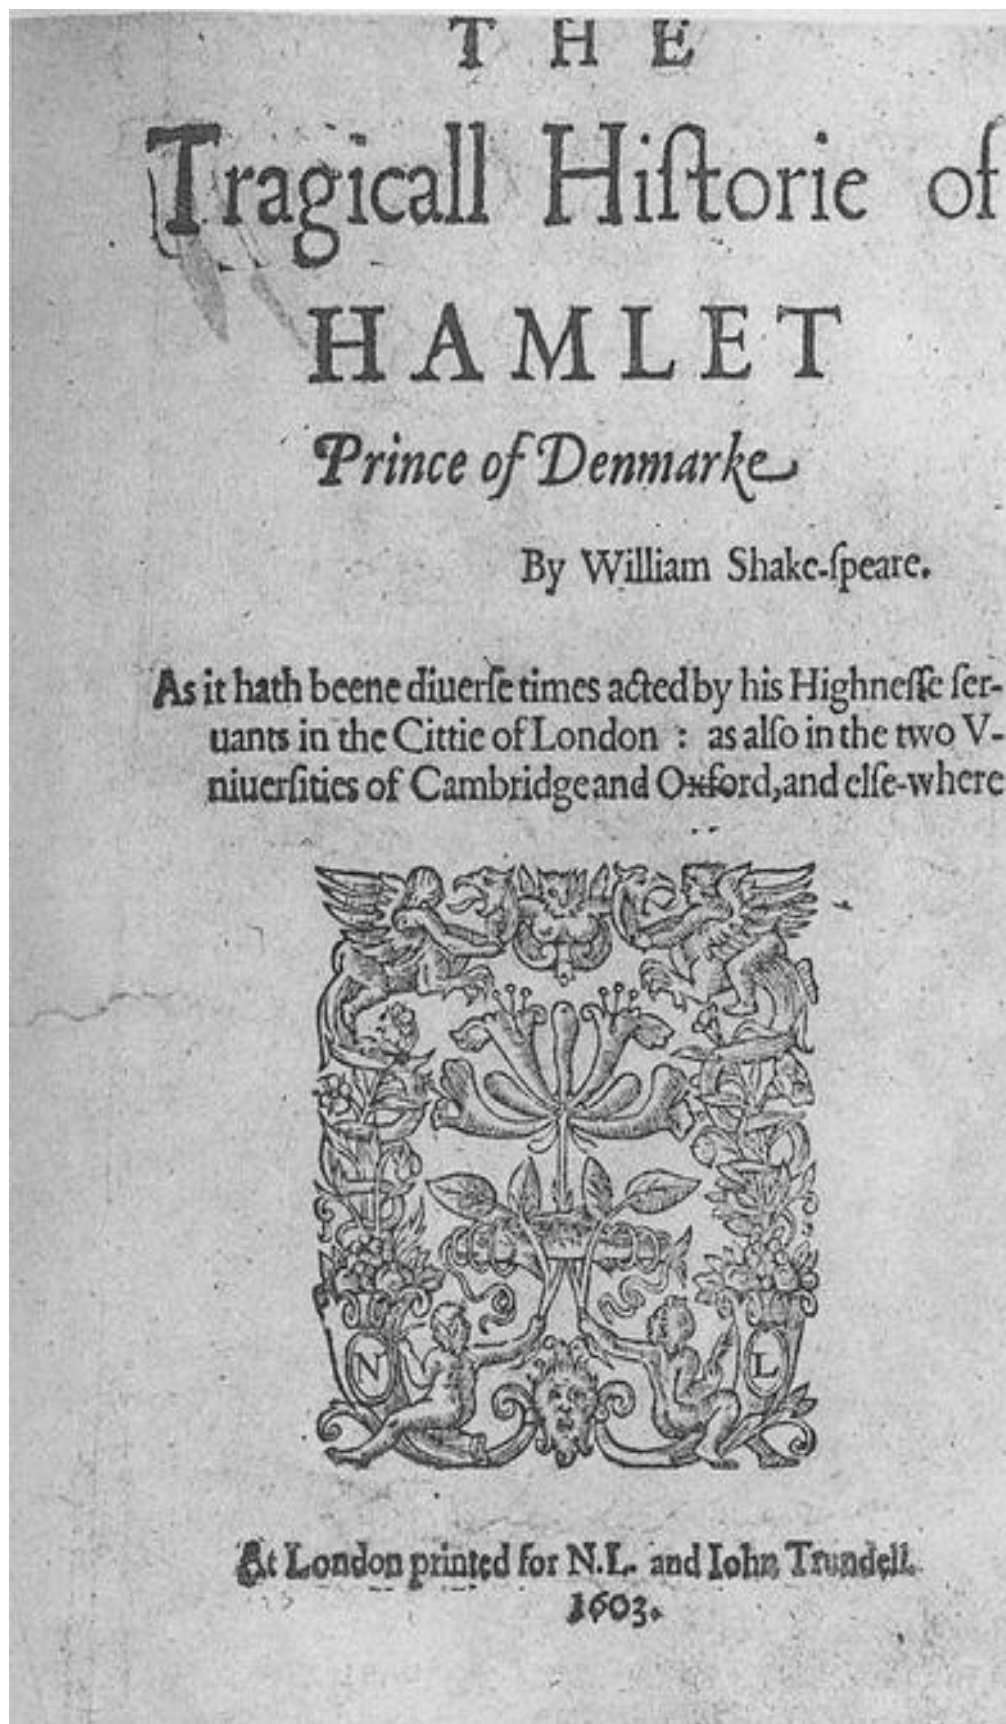 THE
Tragicall Hiſtorie of
HAMLET
Prince of Denmarke
By William Shake-ſpeare.
As it hath beene diuerſe times acted by his Highneſſe ſer-
uants in the Cittie of London : as alſo in the two V-
niuerſities of Cambridge and Oxford, and elſe-where
N L
At London printed for N.L. and Iohn Trundell.
1603.